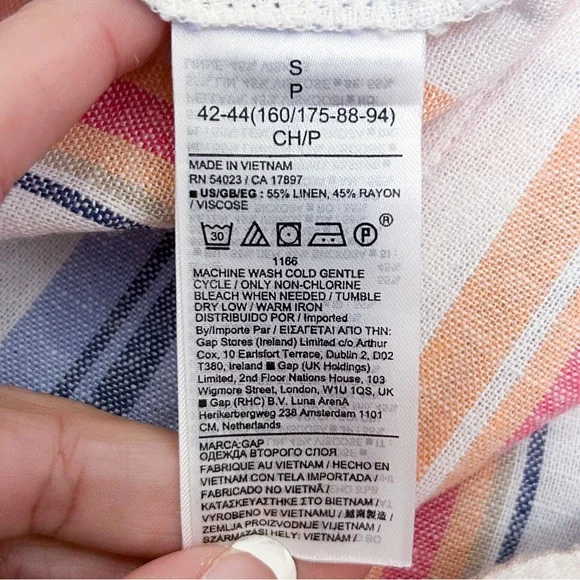 S
P
42-44(160/175-88-94)
CH/P
MADE IN VIETNAM
RN 54023 / CA 17897
■ US/GB/EG : 55% LINEN, 45% RAYON
/ VISCOSE
30
P
®
1166
MACHINE WASH COLD GENTLE
CYCLE / ONLY NON-CHLORINE
BLEACH WHEN NEEDED / TUMBLE
DRY LOW / WARM IRON
DISTRIBUIDO POR / Imported
By/Importe Par / ΕΙΣΑΓΕΤΑΙ ΑΠΟ ΤΗΝ:
Gap Stores (Ireland) Limited c/o Arthur
Cox, 10 Earlsfort Terrace, Dublin 2, D02
T380, Ireland ■ Gap (UK Holdings)
Limited, 2nd Floor Nations House, 103
Wigmore Street, London, W1U 1QS, UK
■ Gap (RHC) B.V. Luna ArenA
Herikerbergweg 238 Amsterdam 1101
CM, Netherlands
MARCA:GAP
ОДЕЖДА ВТОРОГО СЛОЯ
FABRIQUE AU VIETNAM / HECHO EN
VIETNAM CON TELA IMPORTADA /
FABRICADO NO VIETNÃ /
ΚΑΤΑΣΚΕΥΑΣΤΗΚΕ ΣΤΟ ΒΙΕΤΝΑΜ /
VYROBENO VE VIETNAMU / 越南製造 /
ZEMLJA PROIZVODNJE VIJETNAM /
SZÁRMAZÁSI HELY: VIETNÁM /